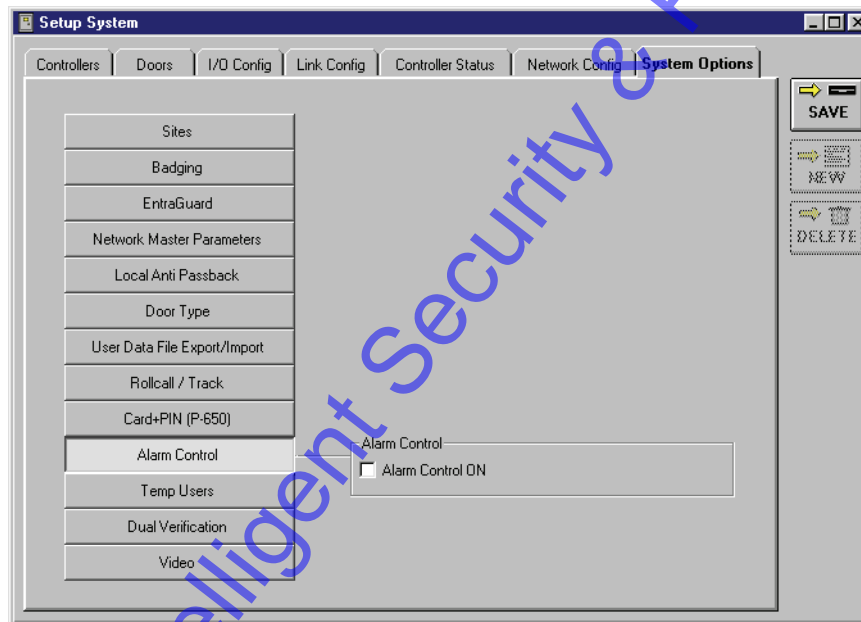 Setup System
Controllers Doors I/O Config Link Config Controller Status Network Config System Options
SAVE
NEW
DELETE
Sites
Badging
EntraGuard
Network Master Parameters
Local Anti Passback
Door Type
User Data File Export/Import
Rollcall / Track
Card+PIN (P-650)
Alarm Control
Temp Users
Dual Verification
Video
Alarm Control
Alarm Control ON
Intelligent Security &